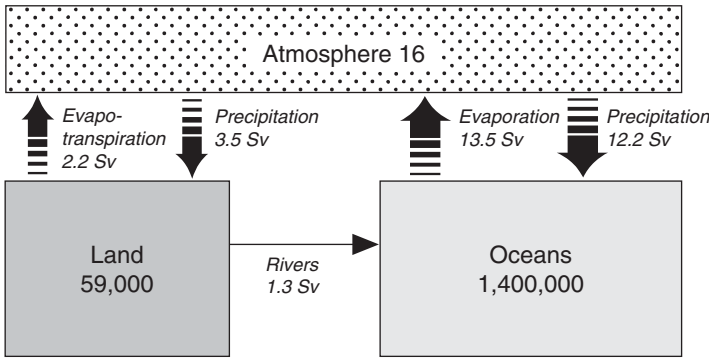 Atmosphere 16
Evapo-
transpiration
2.2 Sv
Precipitation
3.5 Sv
Evaporation
13.5 Sv
Precipitation
12.2 Sv
Land
59,000
Rivers
1.3 Sv
Oceans
1,400,000